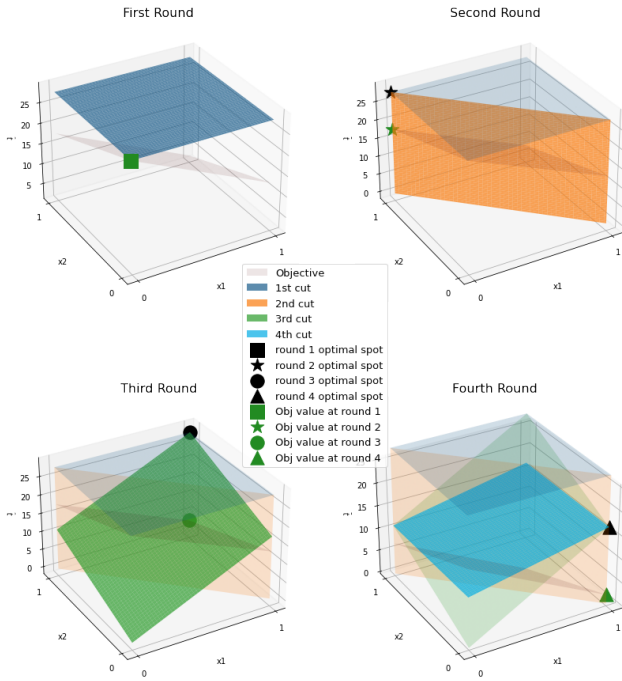 First Round
Second Round
25
20
15
10
5
1
x2
0
0
x1
1
25
20
15
10
5
0
1
x2
0
0
x1
1
Objective
1st cut
2nd cut
3rd cut
4th cut
round 1 optimal spot
round 2 optimal spot
round 3 optimal spot
round 4 optimal spot
Obj value at round 1
Obj value at round 2
Obj value at round 3
Obj value at round 4
Third Round
Fourth Round
25
20
15
10
5
0
1
x2
0
0
x1
1
20
15
10
5
0
1
x2
0
0
x1
1